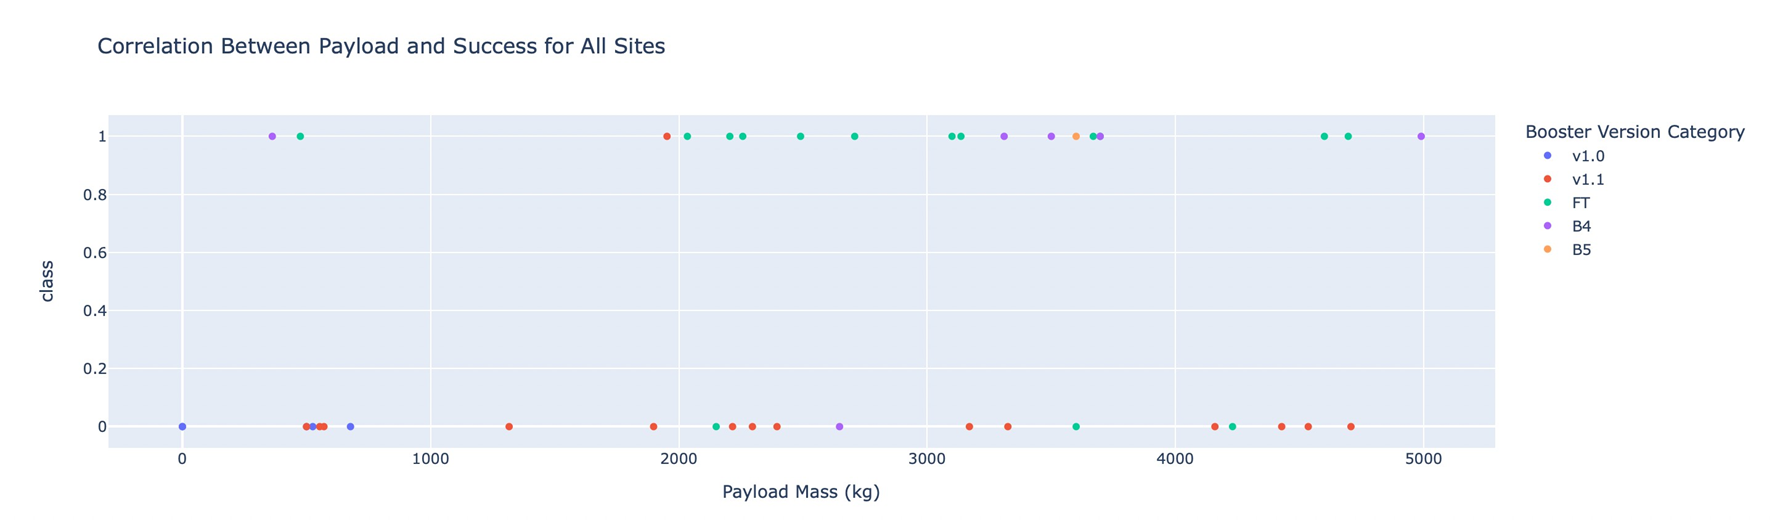 Correlation Between Payload and Success for All Sites
Booster Version Category
v1.0
v1.1
FT
B4
B5
class
1
0.8
0.6
0.4
0.2
0
0 1000 2000 3000 4000 5000
Payload Mass (kg)